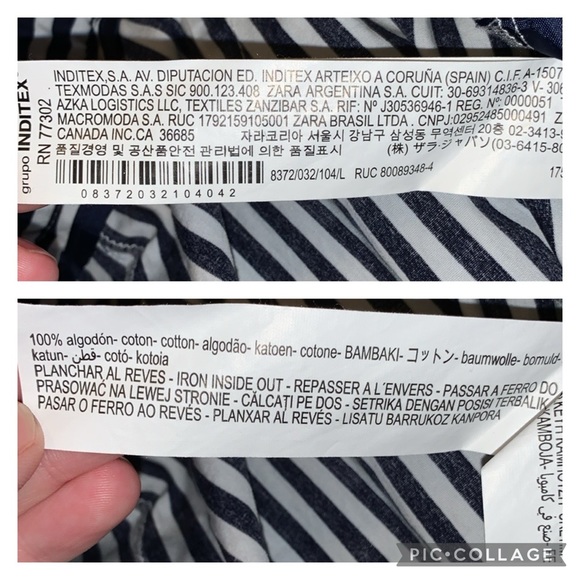 grupo INDITEX
RN 77302
INDITEX,S.A. AV. DIPUTACION ED. INDITEX ARTEIXO A CORUÑA (SPAIN) C.I.F. A-1507
TEXMODAS S.A.S SIC 900.123.408 ZARA ARGENTINA S.A. CUIT: 30-69314836-3 V- 306
AZKA LOGISTICS LLC, TEXTILES ZANZIBAR S.A. RIF: Nº J30536946-1 REG. Nº 0000051
MACROMODA S.A. RUC 1792159105001 ZARA BRASIL LTDA. CNPJ:02952485000491 Z
CANADA INC.CA 36685 자라코리아 서울시 강남구 삼성동 무역센터 20층 02-3413-9
품질경영 및 공산품안전 관리법에 의한 품질표시 (株) ザラ・ジャパン(03-6415-80
8372/032/104/L RUC 80089348-4 175
08372032104042
100% algodón- coton- cotton- algodão- katoen- cotone- BAMBAKI- コットン- baumwolle- bomuld-
katun- قطن- cotó- kotoia
PLANCHAR AL REVES - IRON INSIDE OUT - REPASSER A L´ENVERS - PASSAR A FERRO DO
PRASOWAĆ NA LEWEJ STRONIE - CĂLCAȚI PE DOS - SETRIKA DENGAN POSISI TERBALIK
PASAR O FERRO AO REVÉS - PLANXAR AL REVÉS - LISATU BARRUKOZ KANPORA
KAMBOJA-
صنع في كامبوديا
PIC•COLLAGE